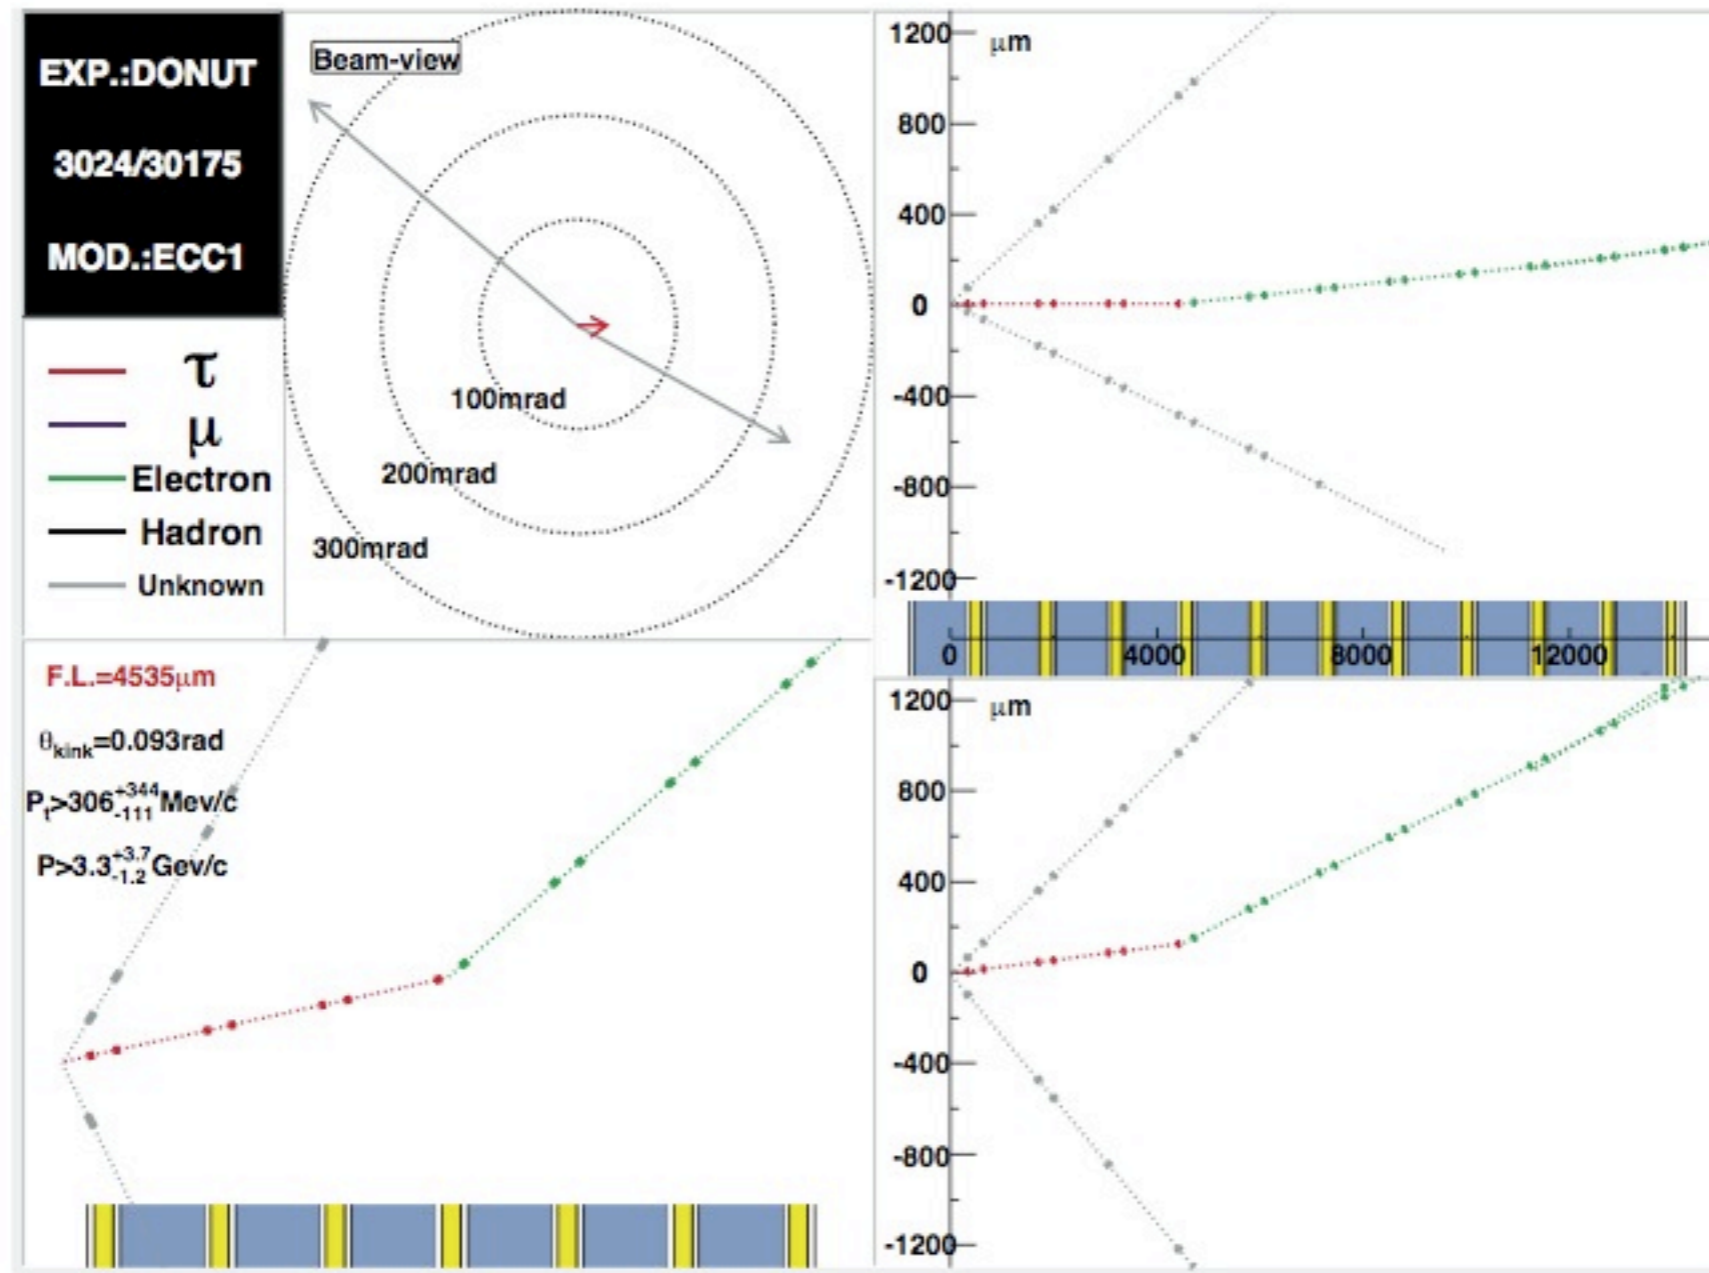 EXP.:DONUT
3024/30175
MOD.:ECC1
τ
μ
Electron
Hadron
Unknown
Beam-view
100mrad
200mrad
300mrad
1200
μm
800
400
0
-400
-800
-1200
0 4000 8000 12000
F.L.=4535μm
θkink=0.093rad
Pt>306+344-111Mev/c
P>3.3+3.7-1.2Gev/c
1200
μm
800
400
0
-400
-800
-1200